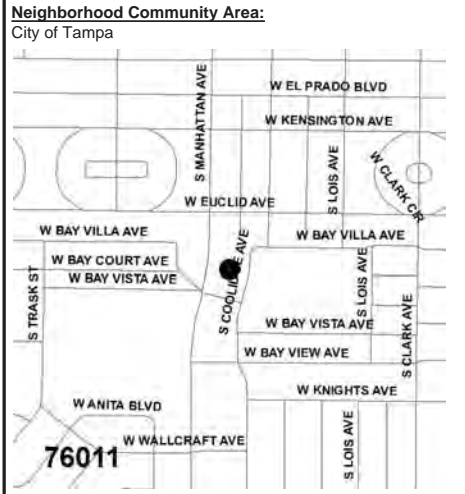 Neighborhood Community Area:
City of Tampa
W EL PRADO BLVD
S MANHATTAN AVE
W KENSINGTON AVE
S LOIS AVE
W CLARK CIR
W EUCLID AVE
W BAY VILLA AVE
W BAY VILLA AVE
W BAY COURT AVE
W BAY VISTA AVE
S COOLIDGE AVE
S TRASK ST
S LOIS AVE
S CLARK AVE
W BAY VISTA AVE
W BAY VIEW AVE
W KNIGHTS AVE
W ANITA BLVD
W WALLCRAFT AVE
S LOIS AVE
76011